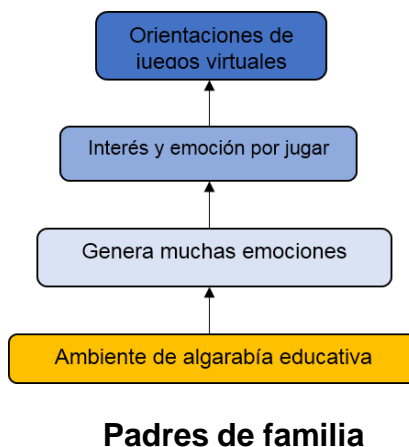 Orientaciones de
juegos virtuales
Interés y emoción por jugar
Genera muchas emociones
Ambiente de algarabía educativa
Padres de familia